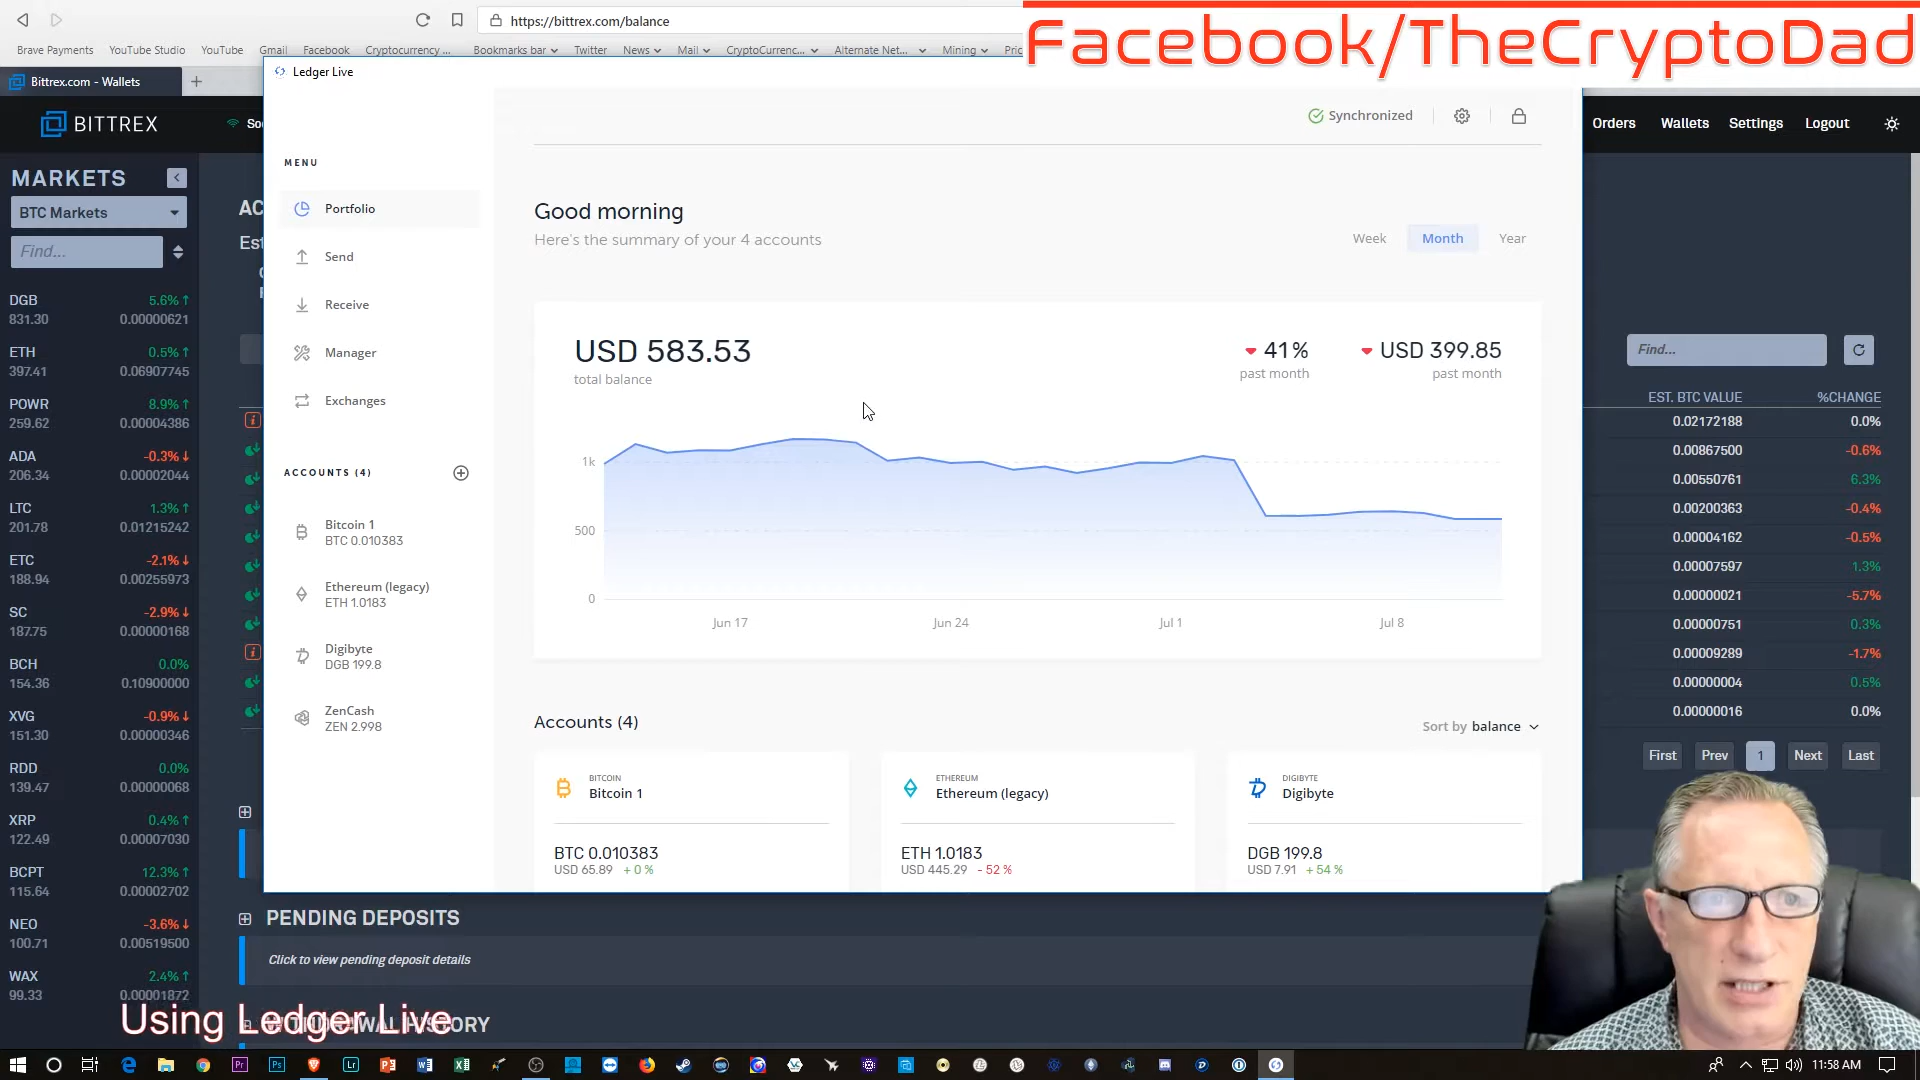 https://bittrex.com/balance
Facebook/TheCryptoDad
Brave Payments YouTube Studio YouTube Gmail Facebook Cryptocurrency ... Bookmarks bar Twitter News Mail CryptoCurrenc... Alternate Net... Mining
Bittrex.com - Wallets
Ledger Live
BITTREX
Orders Wallets Settings Logout
Synchronized
MENU
Portfolio
Send
Receive
Manager
Exchanges
ACCOUNTS (4)
Bitcoin 1
BTC 0.010383
Ethereum (legacy)
ETH 1.0183
Digibyte
DGB 199.8
ZenCash
ZEN 2.998
Good morning
Here's the summary of your 4 accounts
Week Month Year
USD 583.53
total balance
41%
past month
USD 399.85
past month
1k
500
0
Jun 17 Jun 24 Jul 1 Jul 8
Accounts (4)
Sort by balance
BITCOIN
Bitcoin 1
BTC 0.010383
USD 65.89 + 0 %
ETHEREUM
Ethereum (legacy)
ETH 1.0183
USD 445.29 - 52 %
DIGIBYTE
Digibyte
DGB 199.8
USD 7.91 + 54 %
MARKETS
BTC Markets
Find...
DGB 5.6% ↑
831.30 0.00000621
ETH 0.5% ↑
397.41 0.06907745
POWR 8.9% ↑
259.62 0.00004386
ADA -0.3% ↓
206.34 0.00002044
LTC 1.3% ↑
201.78 0.01215242
ETC -2.1% ↓
188.94 0.00255973
SC -2.9% ↓
187.75 0.00000168
BCH 0.0%
154.36 0.10900000
XVG -0.9% ↓
151.30 0.00000346
RDD 0.0%
139.47 0.00000068
XRP 0.4% ↑
122.49 0.00007030
BCPT 12.3% ↑
115.64 0.00002702
NEO -3.6% ↓
100.71 0.00519500
WAX 2.4% ↑
99.33 0.00001872
Find...
EST. BTC VALUE %CHANGE
0.02172188 0.0%
0.00867500 -0.6%
0.00550761 6.3%
0.00200363 -0.4%
0.00004162 -0.5%
0.00007597 1.3%
0.00000021 -5.7%
0.00000751 0.3%
0.00009289 -1.7%
0.00000004 0.5%
0.00000016 0.0%
First Prev 1 Next Last
PENDING DEPOSITS
Click to view pending deposit details
WITHDRAWAL HISTORY
Using Ledger Live
11:58 AM